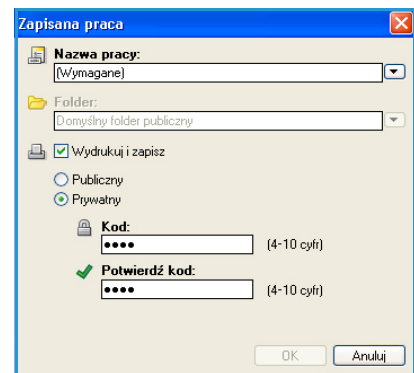 Zapisana praca
Nazwa pracy:
(Wymagane)
Folder:
Domyślny folder publiczny
Wydrukuj i zapisz
Publiczny
Prywatny
Kod:
●●●● (4-10 cyfr)
Potwierdź kod:
●●●● (4-10 cyfr)
OK Anuluj